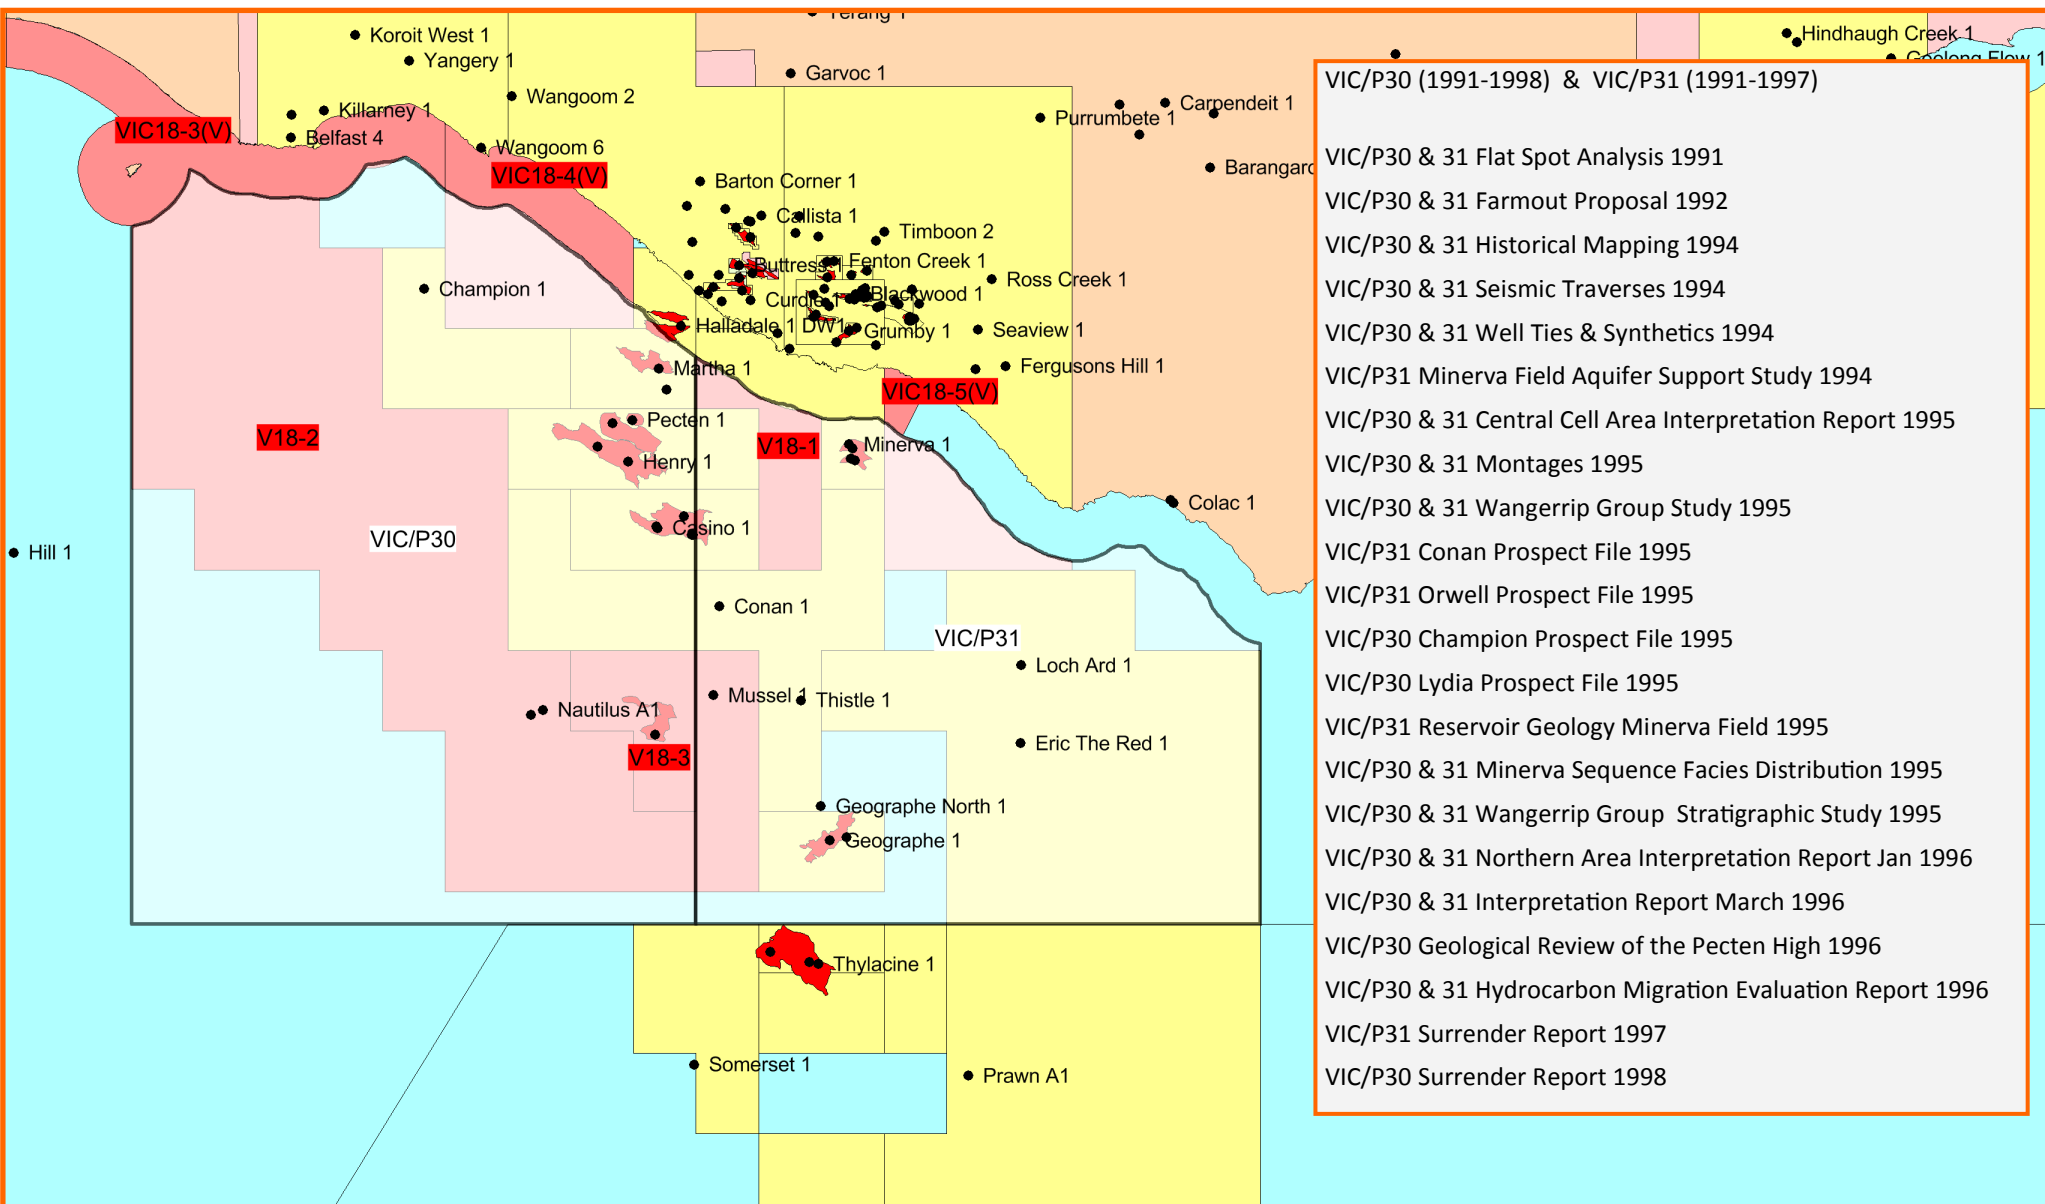 Terang 1
Koroit West 1
Hindhaugh Creek 1
Yangery 1
Geelong Flow 1
Garvoc 1
Wangoom 2
Killarney 1
Carpendeit 1
Purrumbete 1
VIC18-3(V)
Belfast 4
Wangoom 6
VIC18-4(V)
Barangaro
Barton Corner 1
Callista 1
Timboon 2
Buttress 1
Fenton Creek 1
Ross Creek 1
Champion 1
Curdie 1
Blackwood 1
Halladale 1 DW1
Grumby 1
Seaview 1
Martha 1
Fergusons Hill 1
VIC18-5(V)
Pecten 1
V18-2
V18-1
Minerva 1
Henry 1
Colac 1
Casino 1
VIC/P30
Hill 1
Conan 1
VIC/P31
Loch Ard 1
Mussel 1
Thistle 1
Nautilus A1
Eric The Red 1
V18-3
Geographe North 1
Geographe 1
Thylacine 1
Somerset 1
Prawn A1
VIC/P30 (1991-1998) & VIC/P31 (1991-1997)
VIC/P30 & 31 Flat Spot Analysis 1991
VIC/P30 & 31 Farmout Proposal 1992
VIC/P30 & 31 Historical Mapping 1994
VIC/P30 & 31 Seismic Traverses 1994
VIC/P30 & 31 Well Ties & Synthetics 1994
VIC/P31 Minerva Field Aquifer Support Study 1994
VIC/P30 & 31 Central Cell Area Interpretation Report 1995
VIC/P30 & 31 Montages 1995
VIC/P30 & 31 Wangerrip Group Study 1995
VIC/P31 Conan Prospect File 1995
VIC/P31 Orwell Prospect File 1995
VIC/P30 Champion Prospect File 1995
VIC/P30 Lydia Prospect File 1995
VIC/P31 Reservoir Geology Minerva Field 1995
VIC/P30 & 31 Minerva Sequence Facies Distribution 1995
VIC/P30 & 31 Wangerrip Group Stratigraphic Study 1995
VIC/P30 & 31 Northern Area Interpretation Report Jan 1996
VIC/P30 & 31 Interpretation Report March 1996
VIC/P30 Geological Review of the Pecten High 1996
VIC/P30 & 31 Hydrocarbon Migration Evaluation Report 1996
VIC/P31 Surrender Report 1997
VIC/P30 Surrender Report 1998